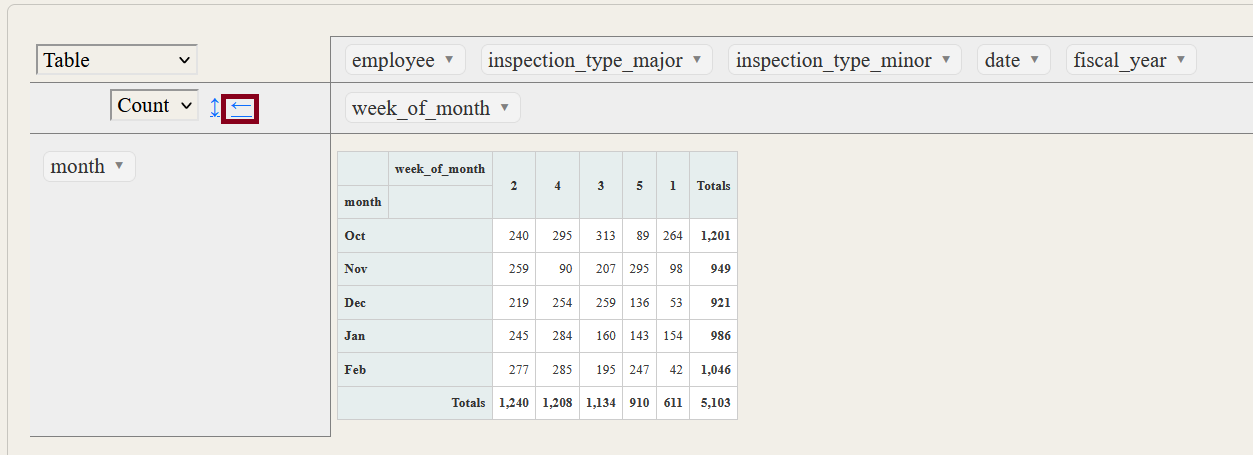 Table employee ▼ inspection_type_major ▼ inspection_type_minor ▼ date ▼ fiscal_year ▼
Count ↕ ← week_of_month ▼
month ▼
week_of_month 2 4 3 5 1 Totals
month
Oct 240 295 313 89 264 1,201
Nov 259 90 207 295 98 949
Dec 219 254 259 136 53 921
Jan 245 284 160 143 154 986
Feb 277 285 195 247 42 1,046
Totals 1,240 1,208 1,134 910 611 5,103